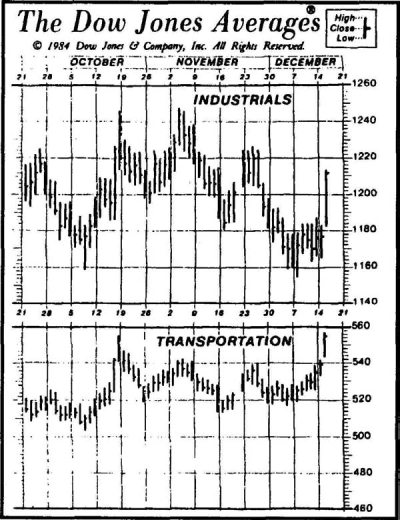 The Dow Jones Averages®
High
Close
Low
© 1984 Dow Jones & Company, Inc. All Rights Reserved.
OCTOBER NOVEMBER DECEMBER
21 28 5 12 19 26 2 9 16 23 30 7 14 21
INDUSTRIALS
1260
1240
1220
1200
1180
1160
1140
21 28 5 12 19 26 2 9 16 23 30 7 14 21
TRANSPORTATION
560
540
520
500
480
460